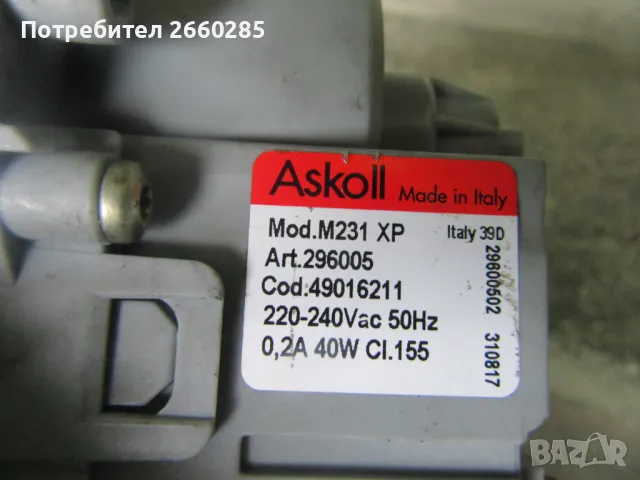 Потребител 2660285
Askoll Made in Italy
Mod.M231 XP Italy 39D
Art.296005
Cod:49016211
220-240Vac 50Hz
0,2A 40W Cl.155
29600502 310817
BAZAR